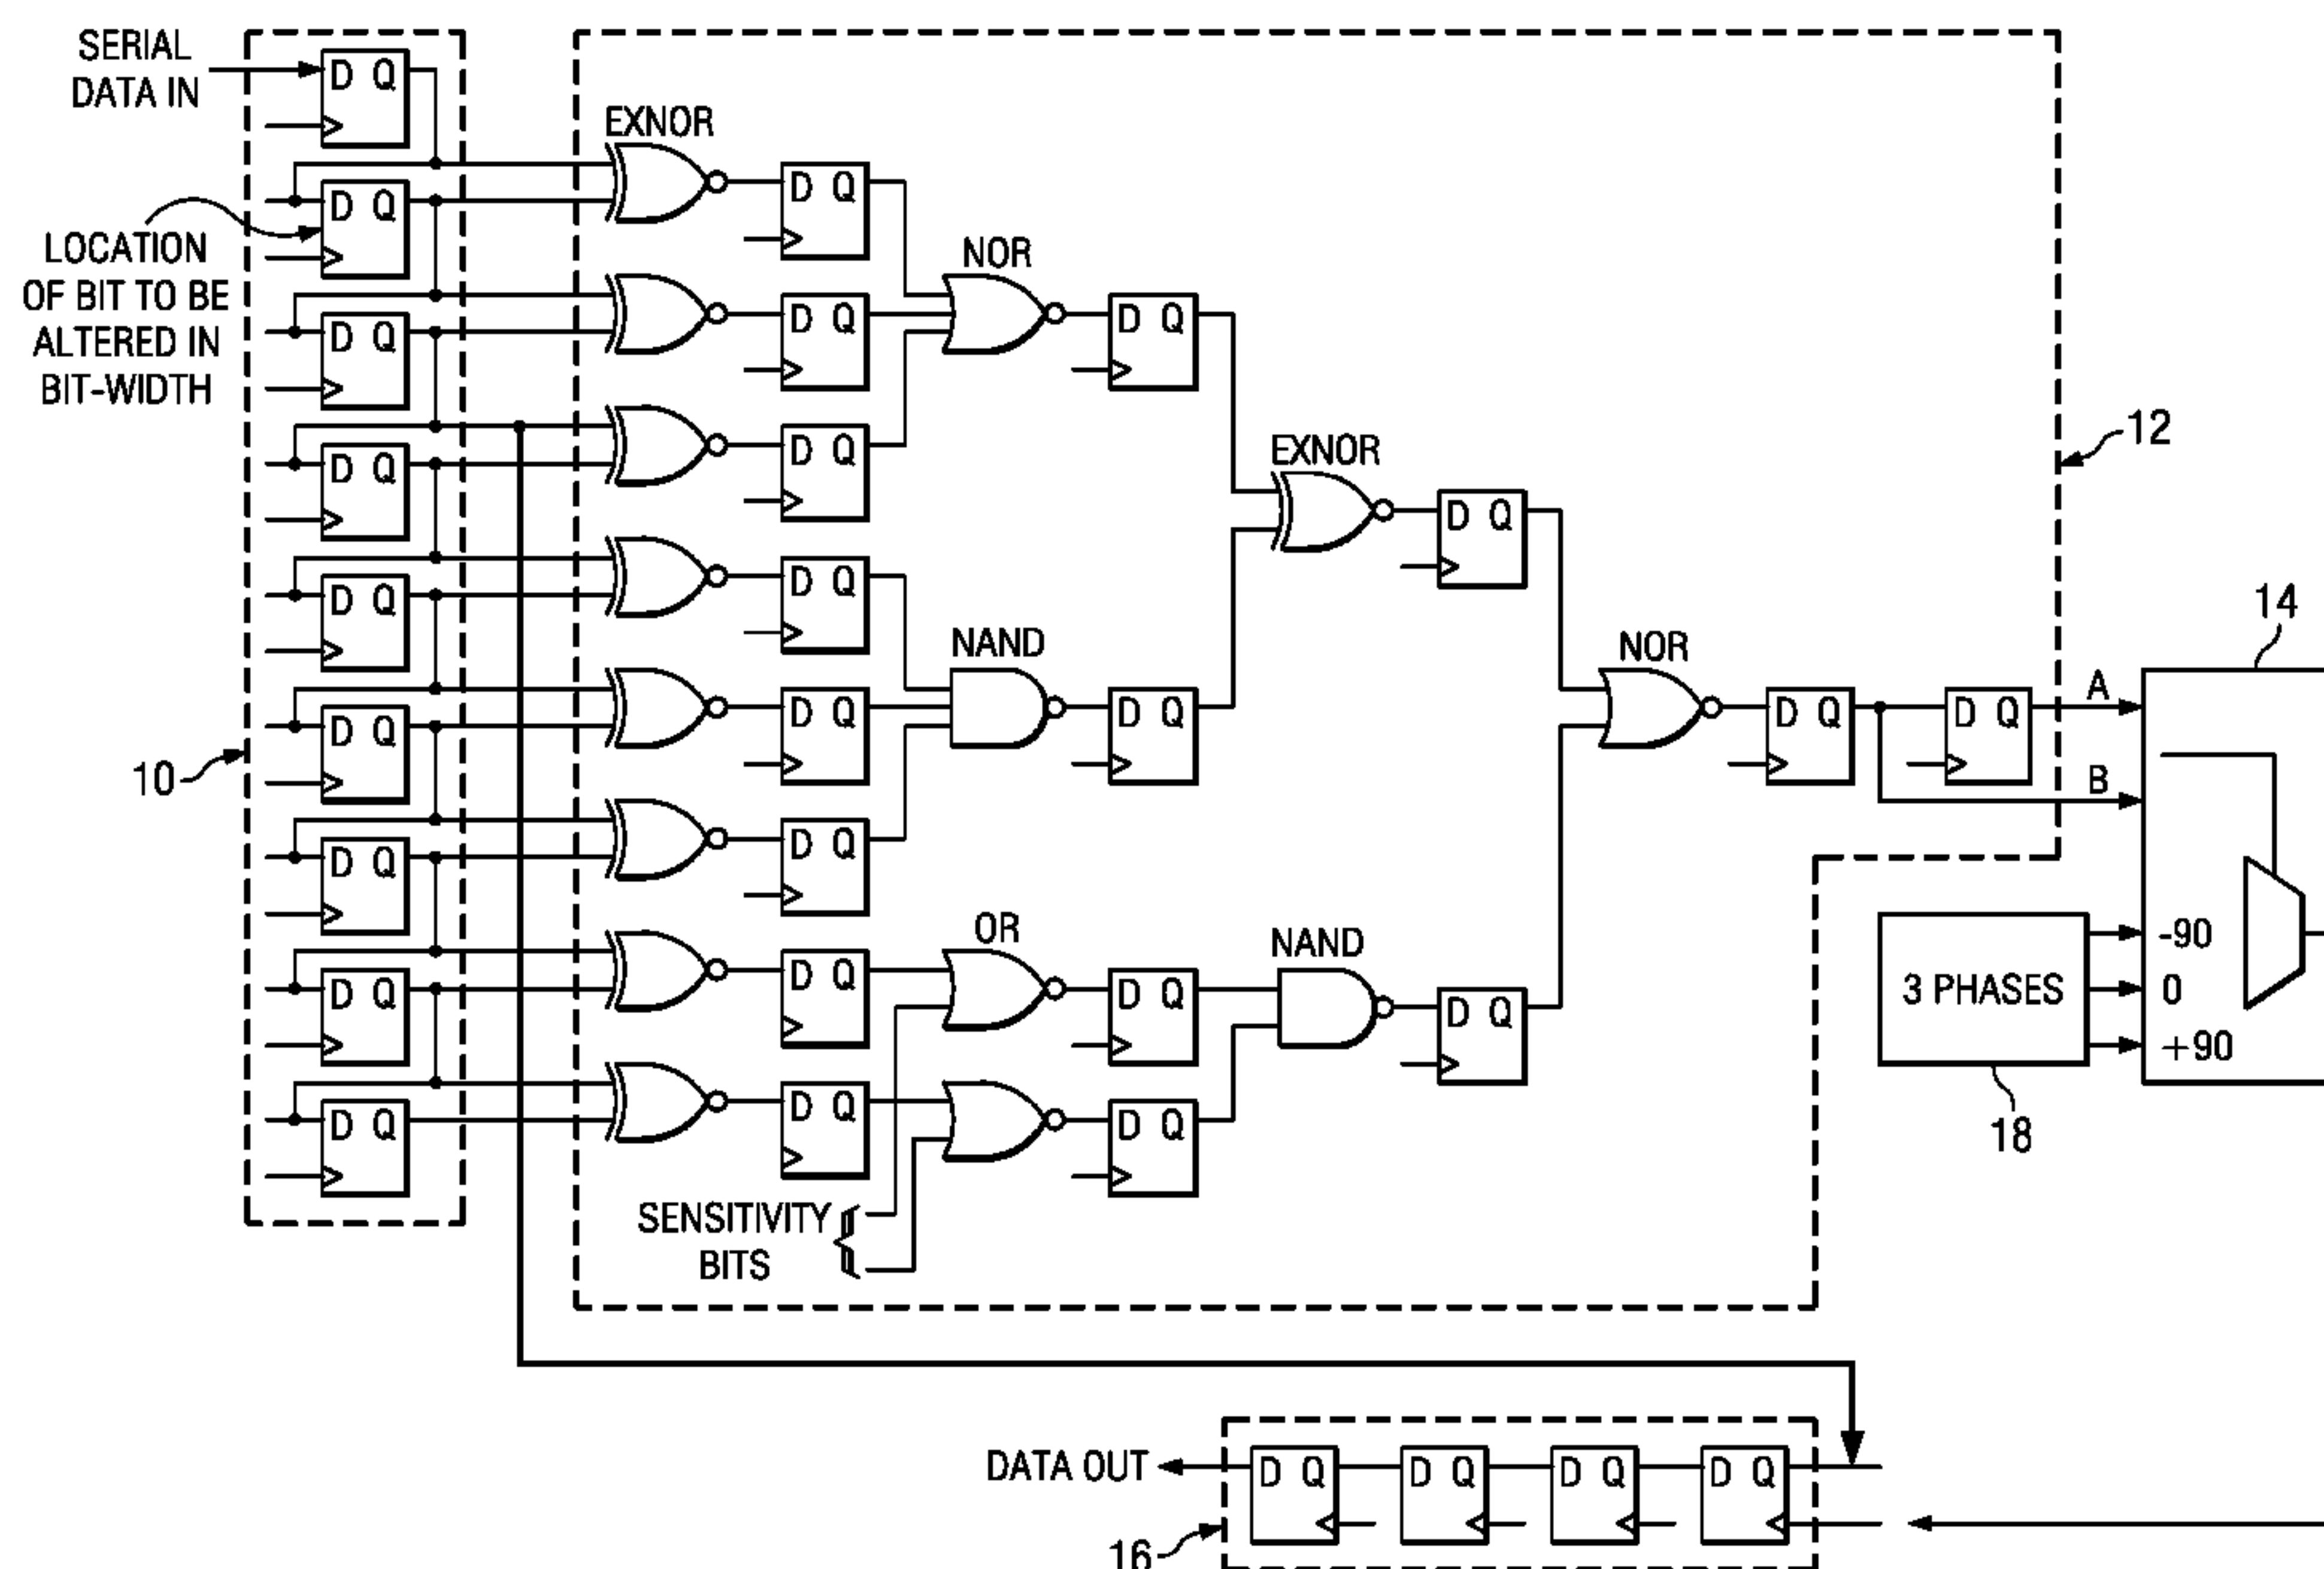 SERIAL
DATA IN
D Q
EXNOR
D Q
D Q
LOCATION
OF BIT TO BE
ALTERED IN
BIT-WIDTH
NOR
D Q
D Q
D Q
12
D Q
D Q
EXNOR
D Q
D Q
D Q
14
NAND
NOR
D Q
D Q
D Q
D Q
D Q
A
10
B
D Q
D Q
OR
NAND
-90
D Q
D Q
D Q
D Q
3 PHASES
0
+90
D Q
D Q
D Q
18
SENSITIVITY
BITS
DATA OUT
D Q
D Q
D Q
D Q
16